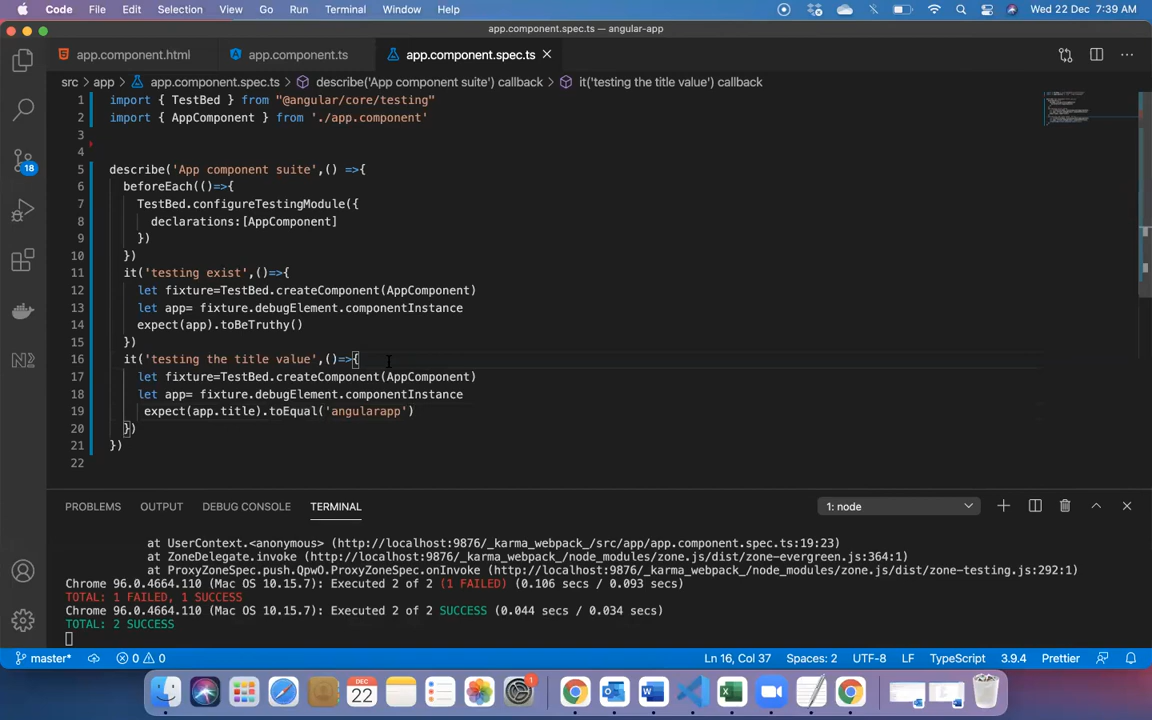 Code File Edit Selection View Go Run Terminal Window Help Wed 22 Dec 7:39 AM
app.component.spec.ts — angular-app
app.component.html app.component.ts app.component.spec.ts
src > app > app.component.spec.ts > describe('App component suite') callback > it('testing the title value') callback
1 import { TestBed } from "@angular/core/testing"
2 import { AppComponent } from './app.component'
3
4
5 describe('App component suite',() =>{
6 beforeEach(()=>{
7 TestBed.configureTestingModule({
8 declarations:[AppComponent]
9 })
10 })
11 it('testing exist',()=>{
12 let fixture=TestBed.createComponent(AppComponent)
13 let app= fixture.debugElement.componentInstance
14 expect(app).toBeTruthy()
15 })
16 it('testing the title value',()=>{
17 let fixture=TestBed.createComponent(AppComponent)
18 let app= fixture.debugElement.componentInstance
19 expect(app.title).toEqual('angularapp')
20 })
21 })
22
18
PROBLEMS OUTPUT DEBUG CONSOLE TERMINAL 1: node
at UserContext.<anonymous> (http://localhost:9876/_karma_webpack_/src/app/app.component.spec.ts:19:23)
at ZoneDelegate.invoke (http://localhost:9876/_karma_webpack_/node_modules/zone.js/dist/zone-evergreen.js:364:1)
at ProxyZoneSpec.push.QpwO.ProxyZoneSpec.onInvoke (http://localhost:9876/_karma_webpack_/node_modules/zone.js/dist/zone-testing.js:292:1)
Chrome 96.0.4664.110 (Mac OS 10.15.7): Executed 2 of 2 (1 FAILED) (0.106 secs / 0.093 secs)
TOTAL: 1 FAILED, 1 SUCCESS
Chrome 96.0.4664.110 (Mac OS 10.15.7): Executed 2 of 2 SUCCESS (0.044 secs / 0.034 secs)
TOTAL: 2 SUCCESS
master* 0 0 Ln 16, Col 37 Spaces: 2 UTF-8 LF TypeScript 3.9.4 Prettier
DEC
22 1